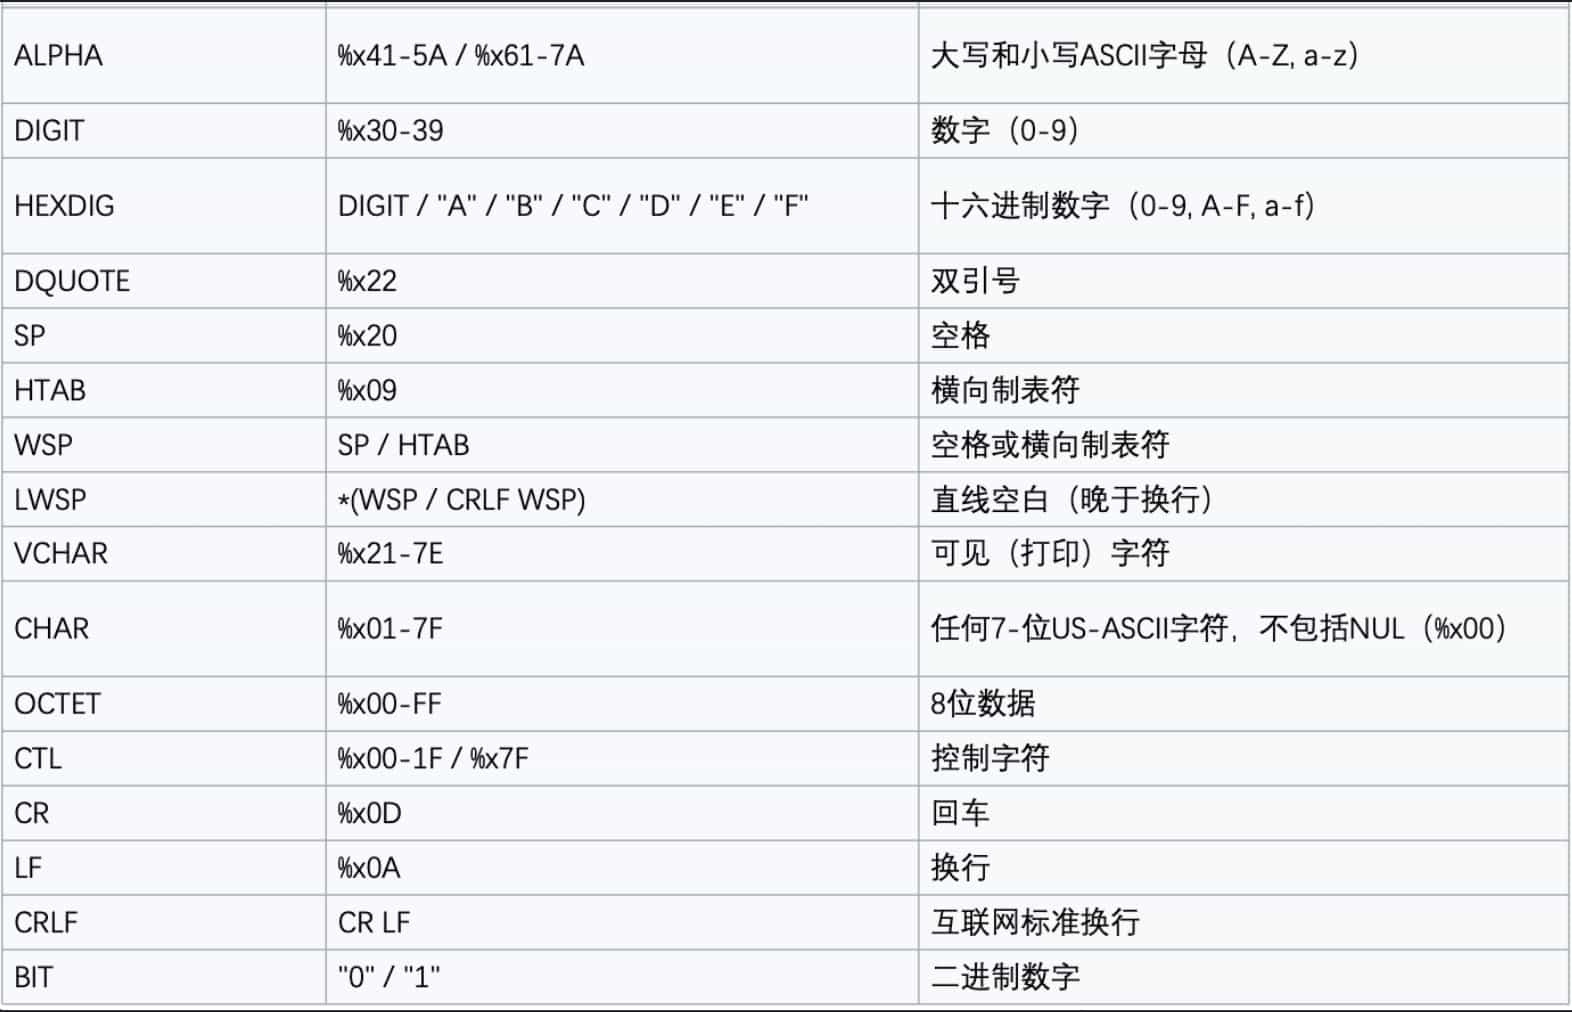 ALPHA %x41-5A / %x61-7A 大写和小写ASCII字母（A-Z, a-z）
DIGIT %x30-39 数字（0-9）
HEXDIG DIGIT / "A" / "B" / "C" / "D" / "E" / "F" 十六进制数字（0-9, A-F, a-f）
DQUOTE %x22 双引号
SP %x20 空格
HTAB %x09 横向制表符
WSP SP / HTAB 空格或横向制表符
LWSP *(WSP / CRLF WSP) 直线空白（晚于换行）
VCHAR %x21-7E 可见（打印）字符
CHAR %x01-7F 任何7-位US-ASCII字符，不包括NUL（%x00）
OCTET %x00-FF 8位数据
CTL %x00-1F / %x7F 控制字符
CR %x0D 回车
LF %x0A 换行
CRLF CR LF 互联网标准换行
BIT "0" / "1" 二进制数字